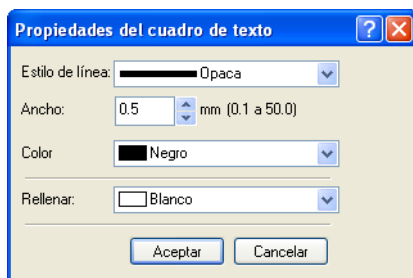 Propiedades del cuadro de texto
Estilo de línea: Opaca
Ancho: 0.5 mm (0.1 a 50.0)
Color Negro
Rellenar: Blanco
Aceptar Cancelar